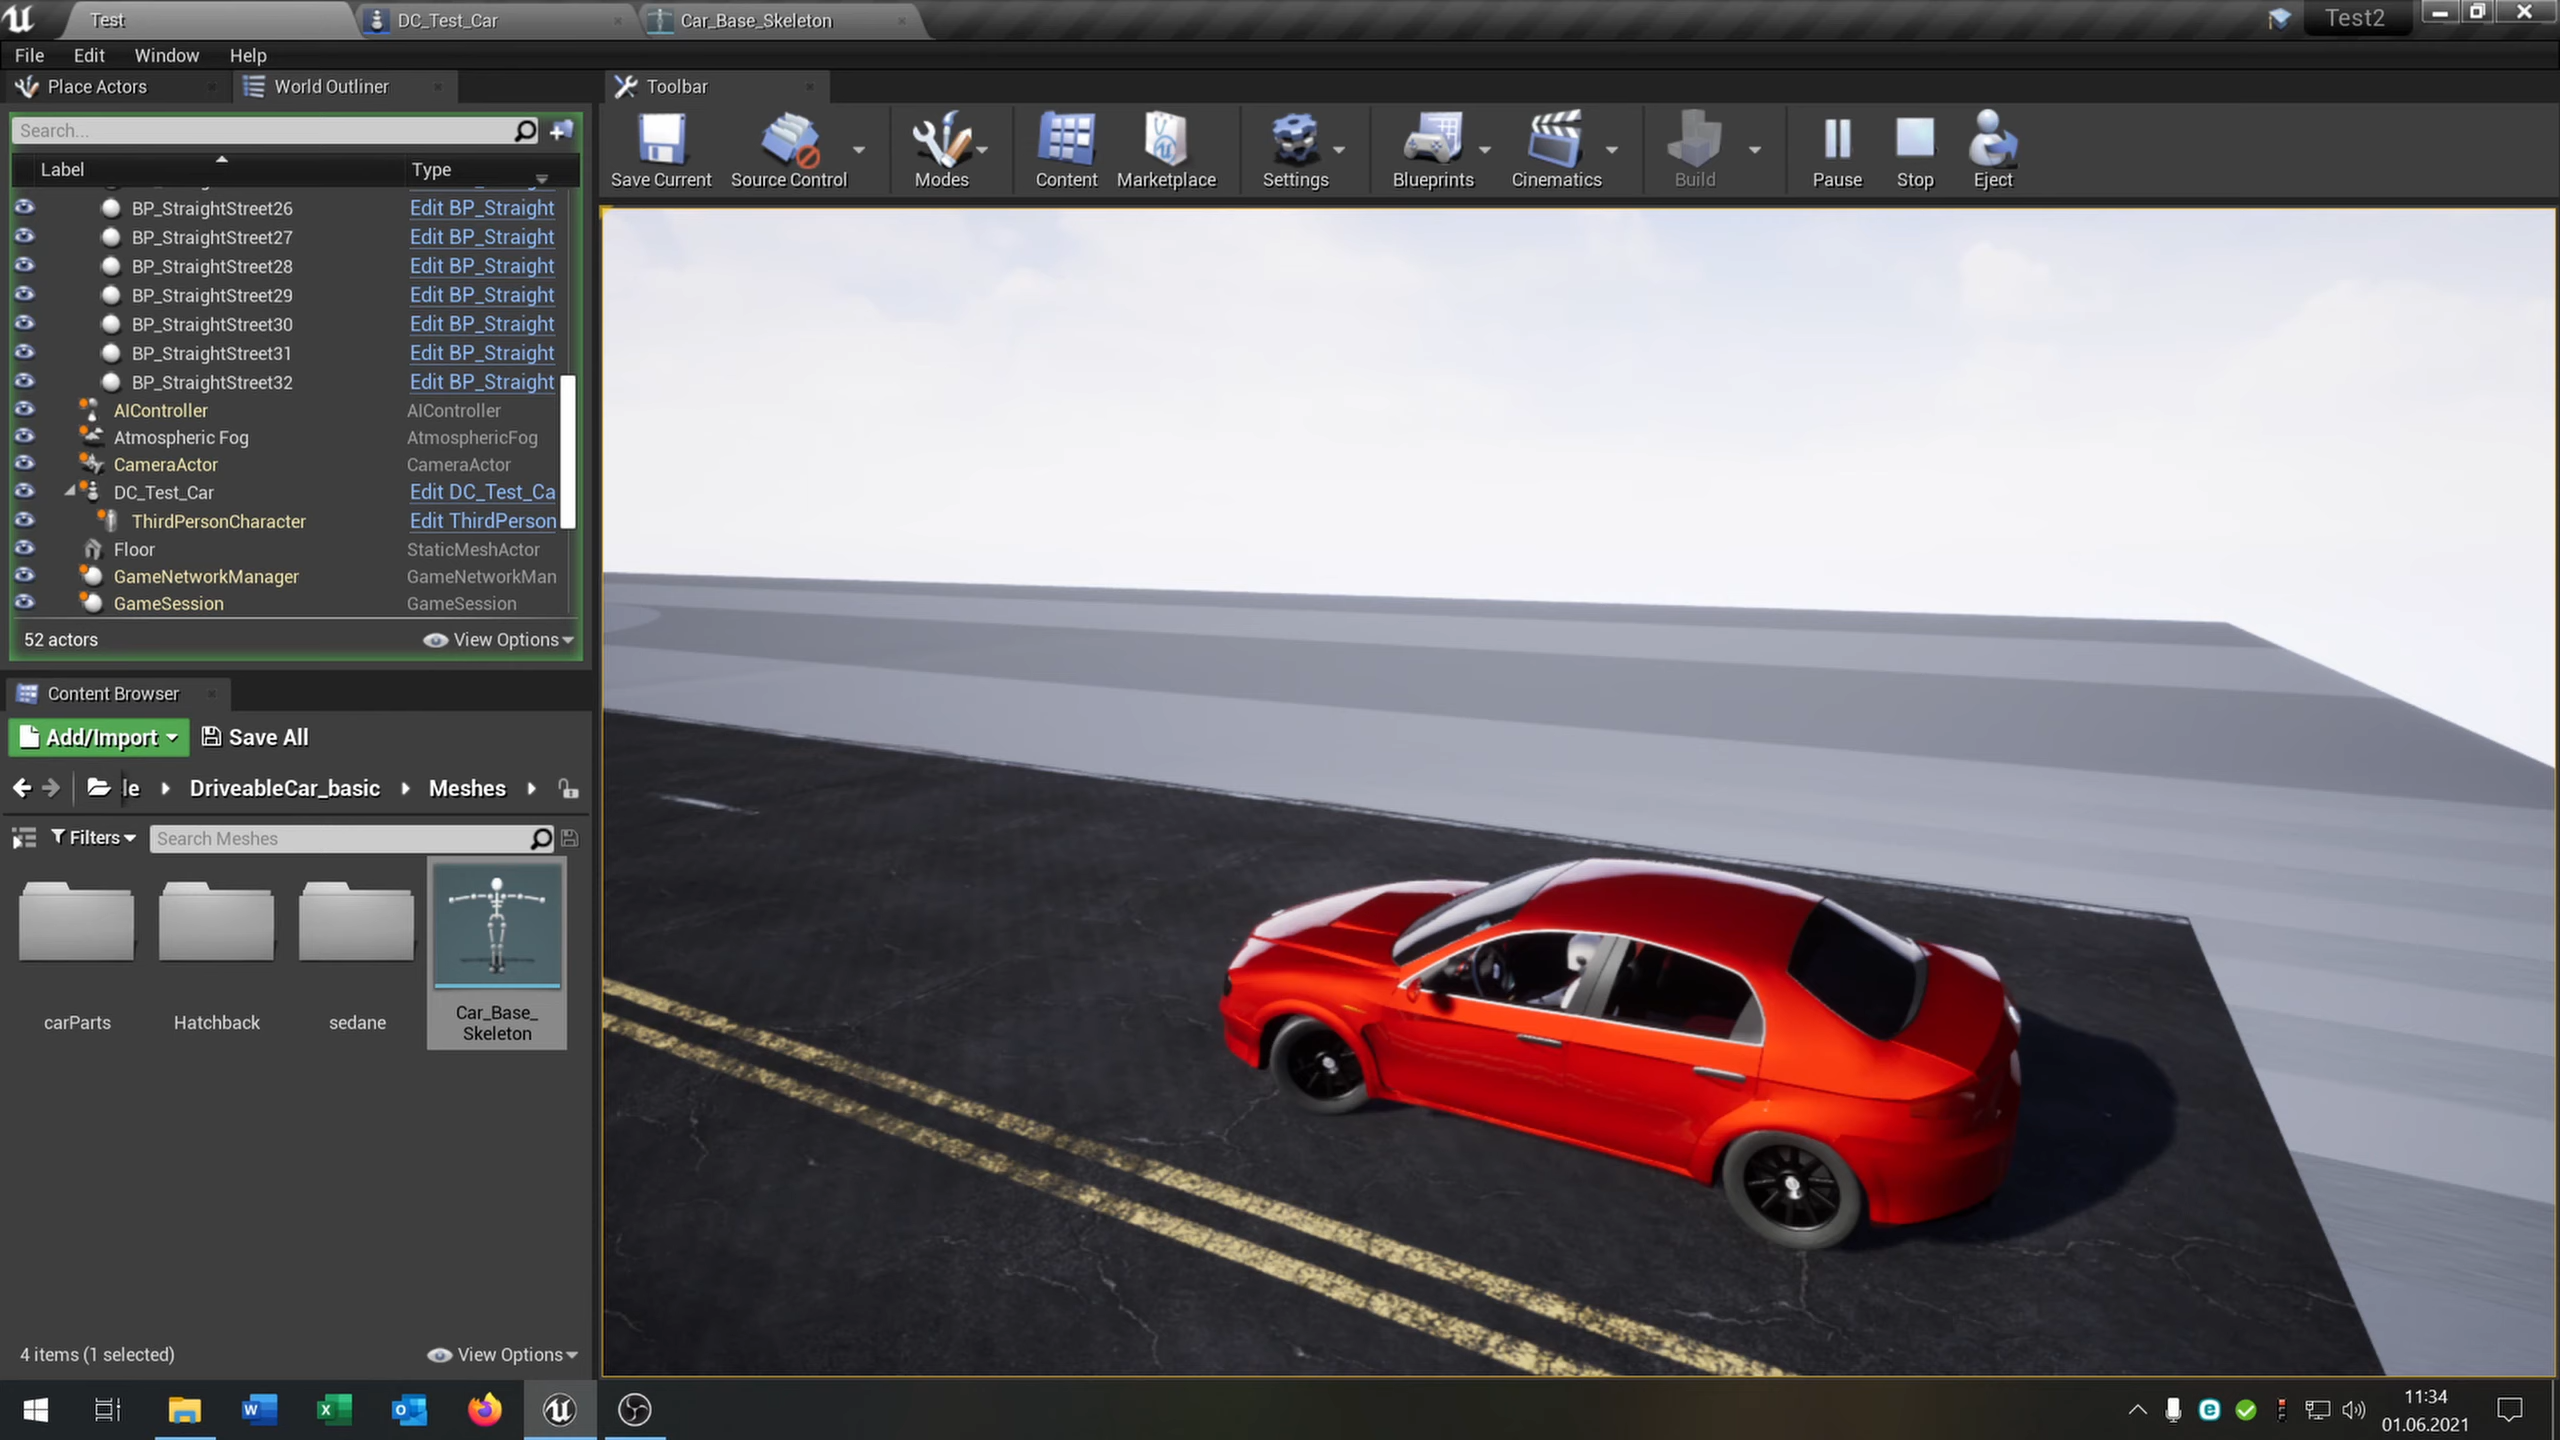 Test
DC_Test_Car
Car_Base_Skeleton
Test2
File Edit Window Help
Place Actors
World Outliner
Toolbar
Search...
Label
Type
Save Current
Source Control
Modes
Content
Marketplace
Settings
Blueprints
Cinematics
Build
Pause
Stop
Eject
BP_StraightStreet26 Edit BP_Straight
BP_StraightStreet27 Edit BP_Straight
BP_StraightStreet28 Edit BP_Straight
BP_StraightStreet29 Edit BP_Straight
BP_StraightStreet30 Edit BP_Straight
BP_StraightStreet31 Edit BP_Straight
BP_StraightStreet32 Edit BP_Straight
AIController AIController
Atmospheric Fog AtmosphericFog
CameraActor CameraActor
DC_Test_Car Edit DC_Test_Ca
ThirdPersonCharacter Edit ThirdPerson
Floor StaticMeshActor
GameNetworkManager GameNetworkMan
GameSession GameSession
52 actors
View Options
Content Browser
Add/Import
Save All
le DriveableCar_basic Meshes
Filters
Search Meshes
carParts
Hatchback
sedane
Car_Base_
Skeleton
4 items (1 selected)
View Options
11:34
01.06.2021